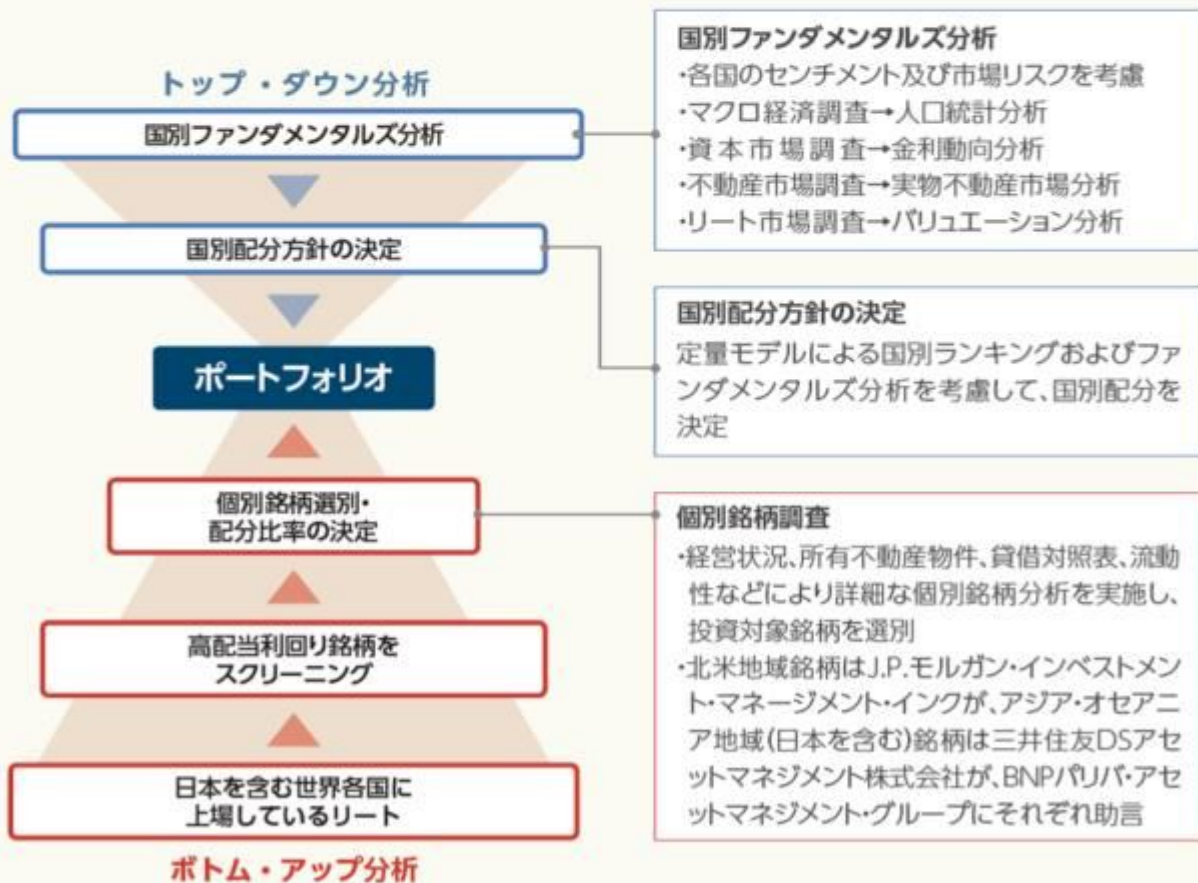 トップ・ダウン分析
国別ファンダメンタルズ分析
国別配分方針の決定
ポートフォリオ
個別銘柄選別・
配分比率の決定
高配当利回り銘柄を
スクリーニング
日本を含む世界各国に
上場しているリート
ボトム・アップ分析
国別ファンダメンタルズ分析
・各国のセンチメント及び市場リスクを考慮
・マクロ経済調査→人口統計分析
・資本市場調査→金利動向分析
・不動産市場調査→実物不動産市場分析
・リート市場調査→バリュエーション分析
国別配分方針の決定
定量モデルによる国別ランキングおよびファ
ンダメンタルズ分析を考慮して、国別配分を
決定
個別銘柄調査
・経営状況、所有不動産物件、貸借対照表、流動
性などにより詳細な個別銘柄分析を実施し、
投資対象銘柄を選別
・北米地域銘柄はJ.P.モルガン・インベストメン
ト・マネージメント・インクが、アジア・オセアニ
ア地域(日本を含む)銘柄は三井住友DSアセ
ットマネジメント株式会社が、BNPパリバ・アセ
ットマネジメント・グループにそれぞれ助言